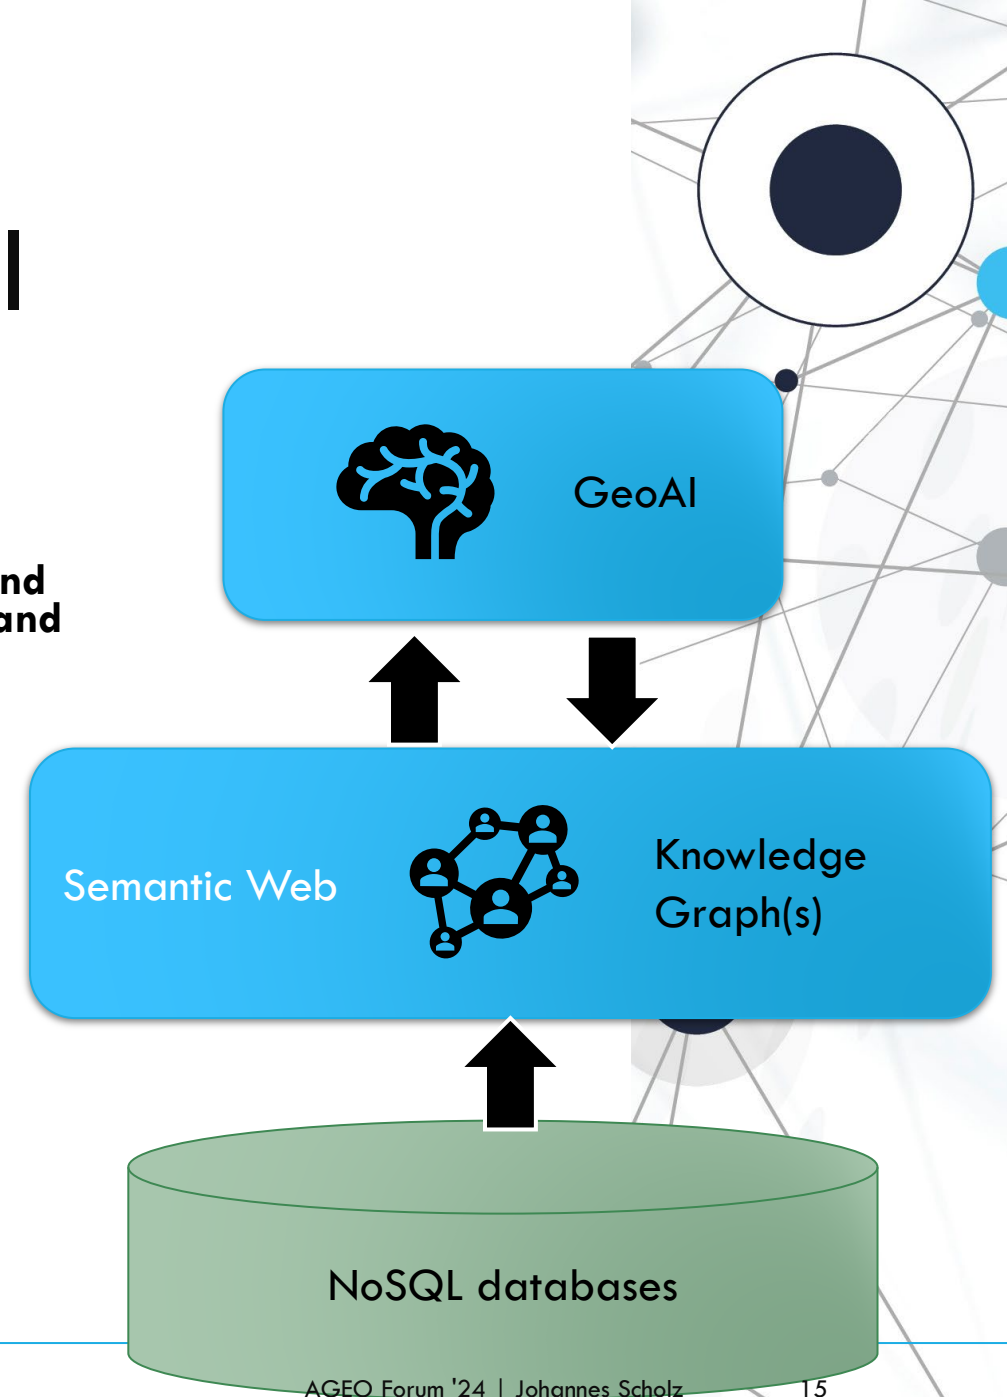 nd
and
GeoAI
Semantic Web
Knowledge
Graph(s)
NoSQL databases
AGEO Forum '24 | Johannes Scholz 15